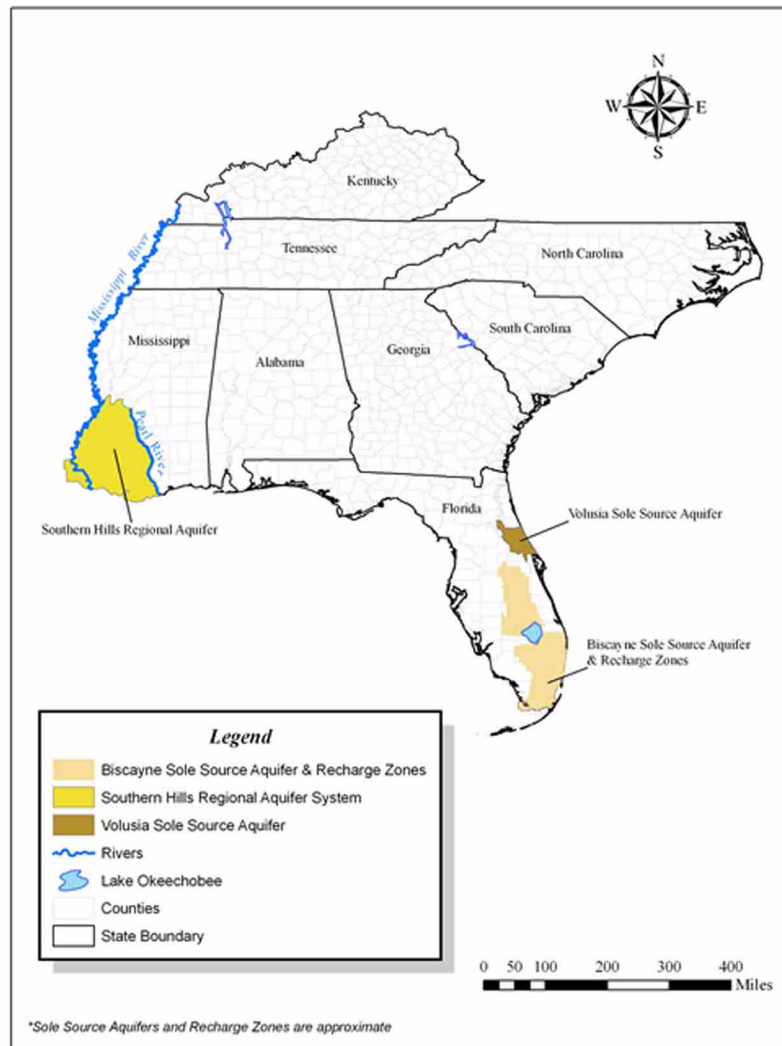 N
W E
S
Kentucky
Mississippi River
Tennessee
North Carolina
South Carolina
Mississippi
Alabama
Georgia
Pearl River
Southern Hills Regional Aquifer
Florida
Volusia Sole Source Aquifer
Biscayne Sole Source Aquifer
& Recharge Zones
Legend
Biscayne Sole Source Aquifer & Recharge Zones
Southern Hills Regional Aquifer System
Volusia Sole Source Aquifer
Rivers
Lake Okeechobee
Counties
State Boundary
0 50 100 200 300 400
Miles
*Sole Source Aquifers and Recharge Zones are approximate